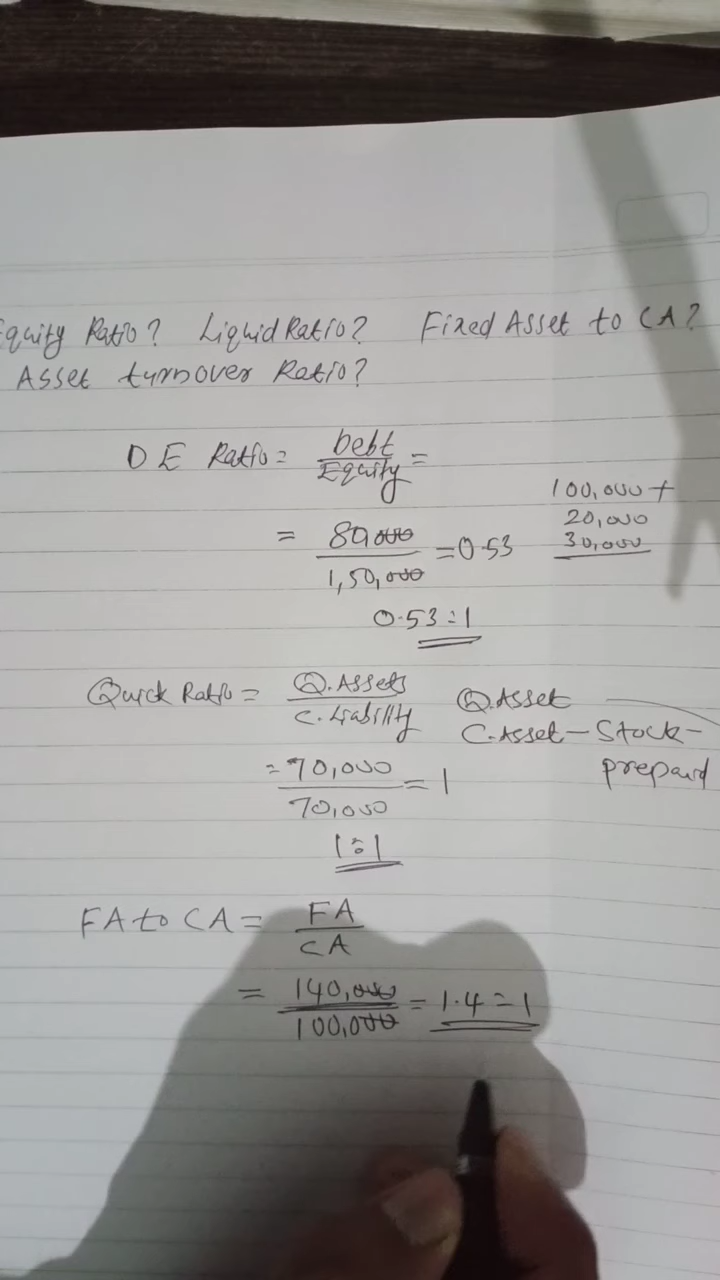 Equity Ratio? Liquid Ratio? Fixed Asset to CA?
Asset turnover Ratio?
D E Ratio = Debt
Equity =
100,000 +
20,000
30,000
= 80,000
1,50,000 = 0.53
0.53:1
Quick Ratio = Q.Assets
C.Liability
Q.Asset
C.Asset - Stock -
prepaid
= 70,000
70,000 = 1
1:1
FA to CA = FA
CA
= 140,000
100,000 = 1.4:1